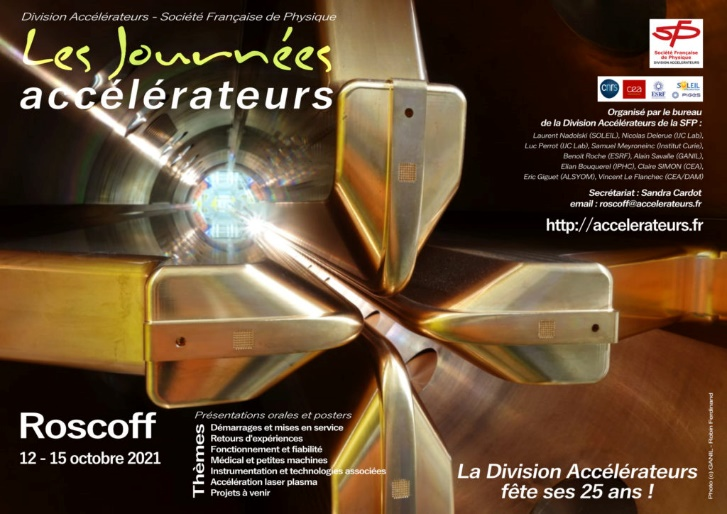 Division Accélérateurs - Société Française de Physique
Les Journées
accélérateurs
sfp
Société Française
de Physique
DIVISION ACCÉLÉRATEURS
cnrs
cea
ESRF
SOLEIL
Organisé par le bureau
de la Division Accélérateurs de la SFP :
Laurent Nadolski (SOLEIL), Nicolas Delerue (IJC Lab),
Luc Perrot (IJC Lab), Samuel Meyroneinc (Institut Curie),
Benoit Roche (ESRF), Alain Savalle (GANIL),
Elian Bouquerel (IPHC), Claire SIMON (CEA),
Eric Giguet (ALSYOM), Vincent Le Flanchec (CEA/DAM)
Secrétariat : Sandra Cardot
email : roscoff@accelerateurs.fr
http://accelerateurs.fr
Roscoff
12 - 15 octobre 2021
Présentations orales et posters
Thèmes
Démarrages et mises en service
Retours d'expériences
Fonctionnement et fiabilité
Médical et petites machines
Instrumentation et technologies associées
Accélération laser plasma
Projets à venir
La Division Accélérateurs
fête ses 25 ans !
Photo (c) GANIL - Robin Ferdinand